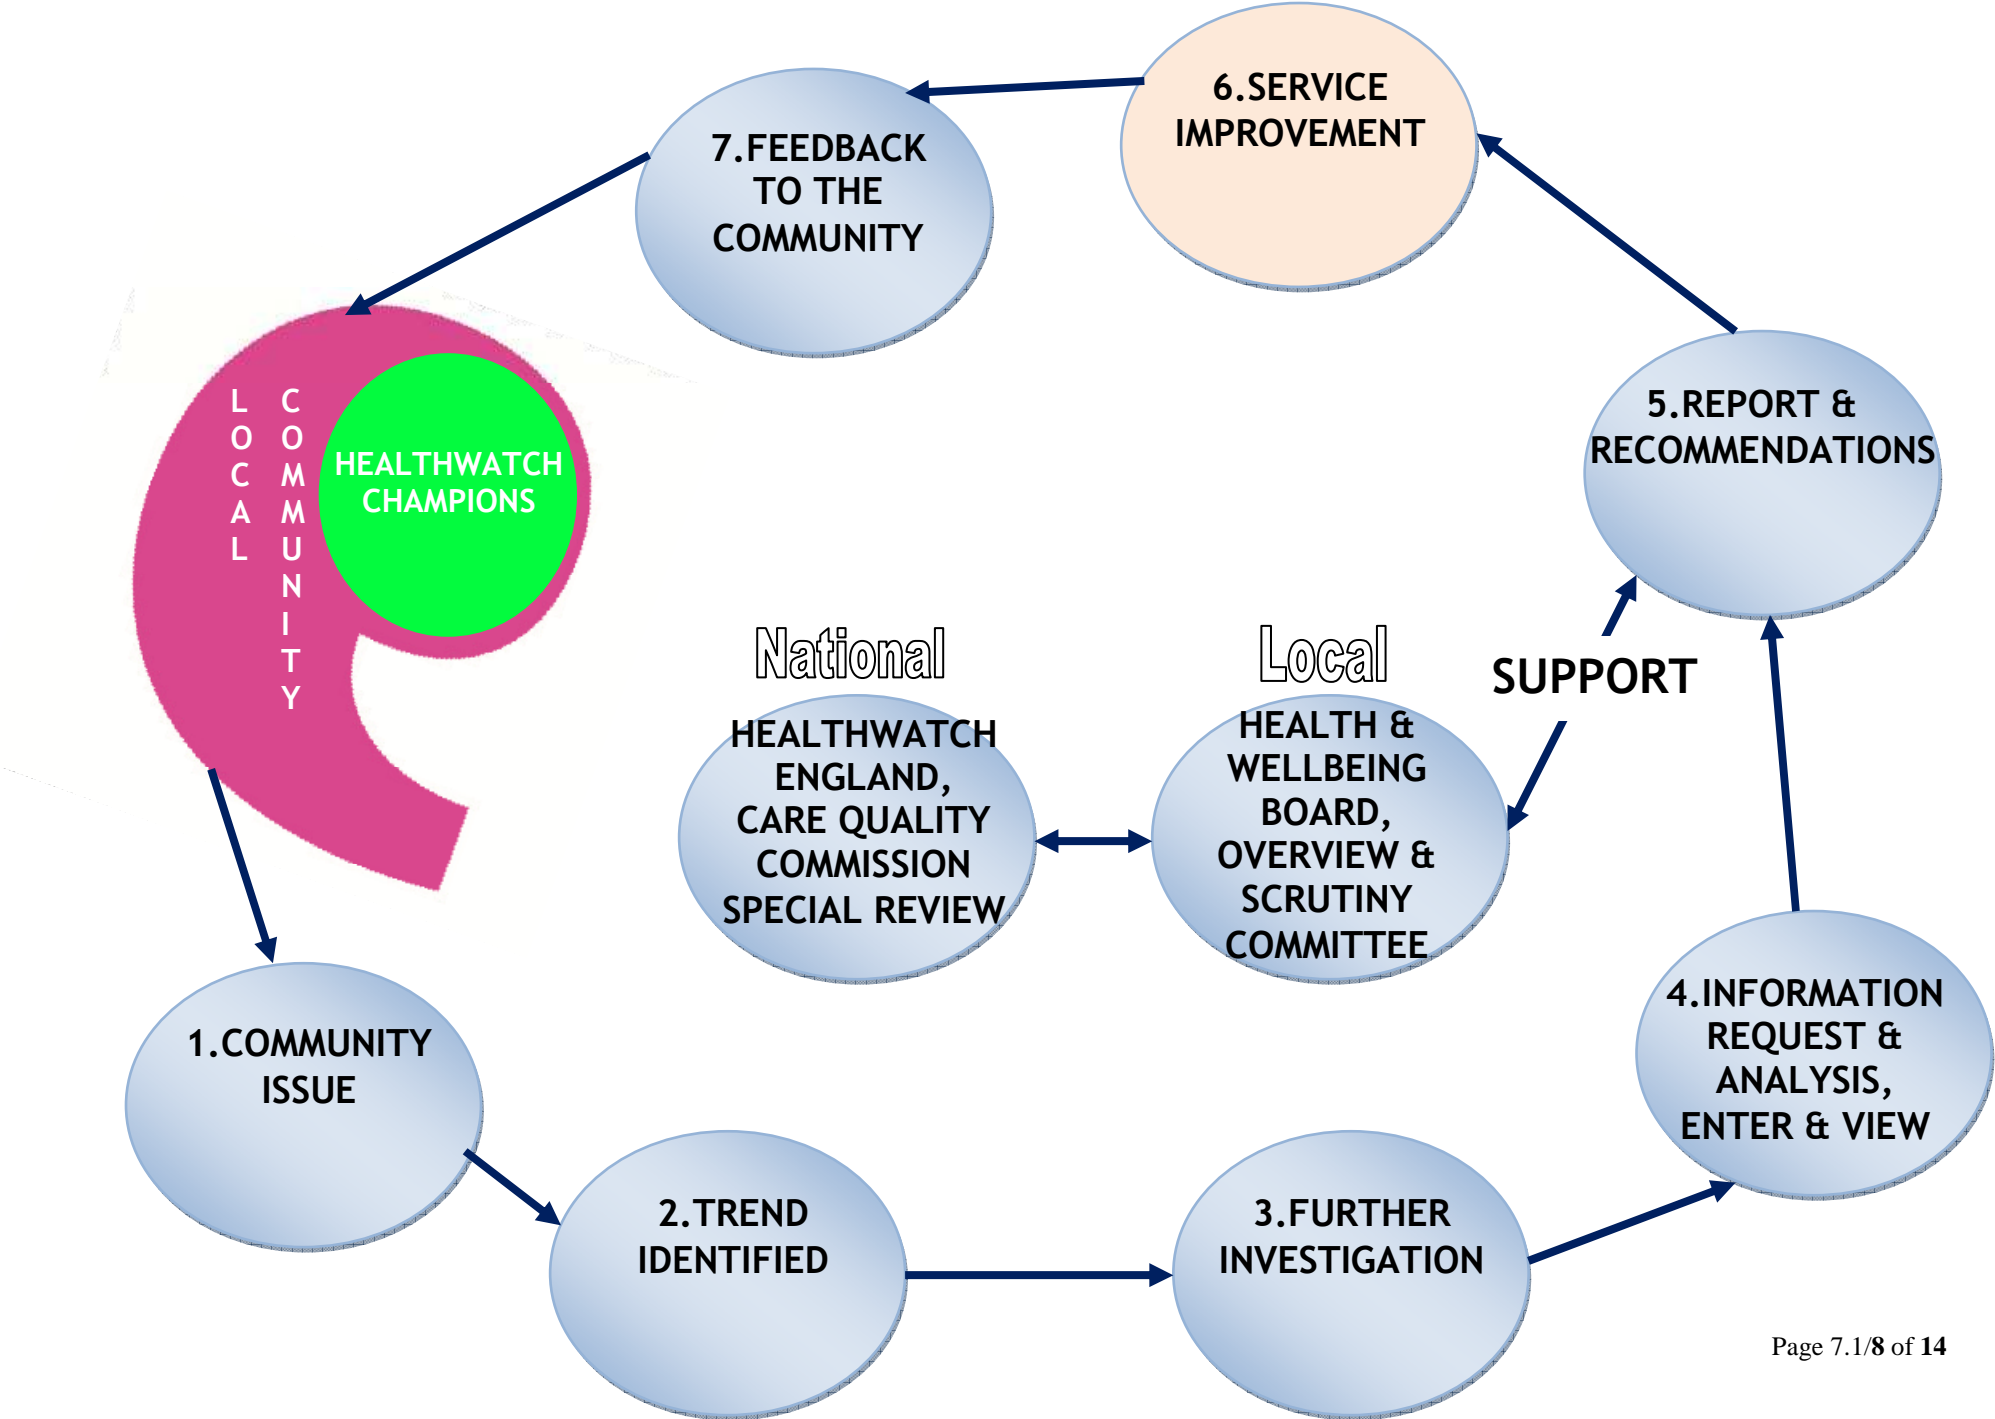 6.SERVICE
IMPROVEMENT
7.FEEDBACK
TO THE
COMMUNITY
LOCAL
COMMUNITY
HEALTHWATCH
CHAMPIONS
5.REPORT &
RECOMMENDATIONS
National
HEALTHWATCH
ENGLAND,
CARE QUALITY
COMMISSION
SPECIAL REVIEW
Local
HEALTH &
WELLBEING
BOARD,
OVERVIEW &
SCRUTINY
COMMITTEE
SUPPORT
1.COMMUNITY
ISSUE
2.TREND
IDENTIFIED
3.FURTHER
INVESTIGATION
4.INFORMATION
REQUEST &
ANALYSIS,
ENTER & VIEW
Page 7.1/8 of 14